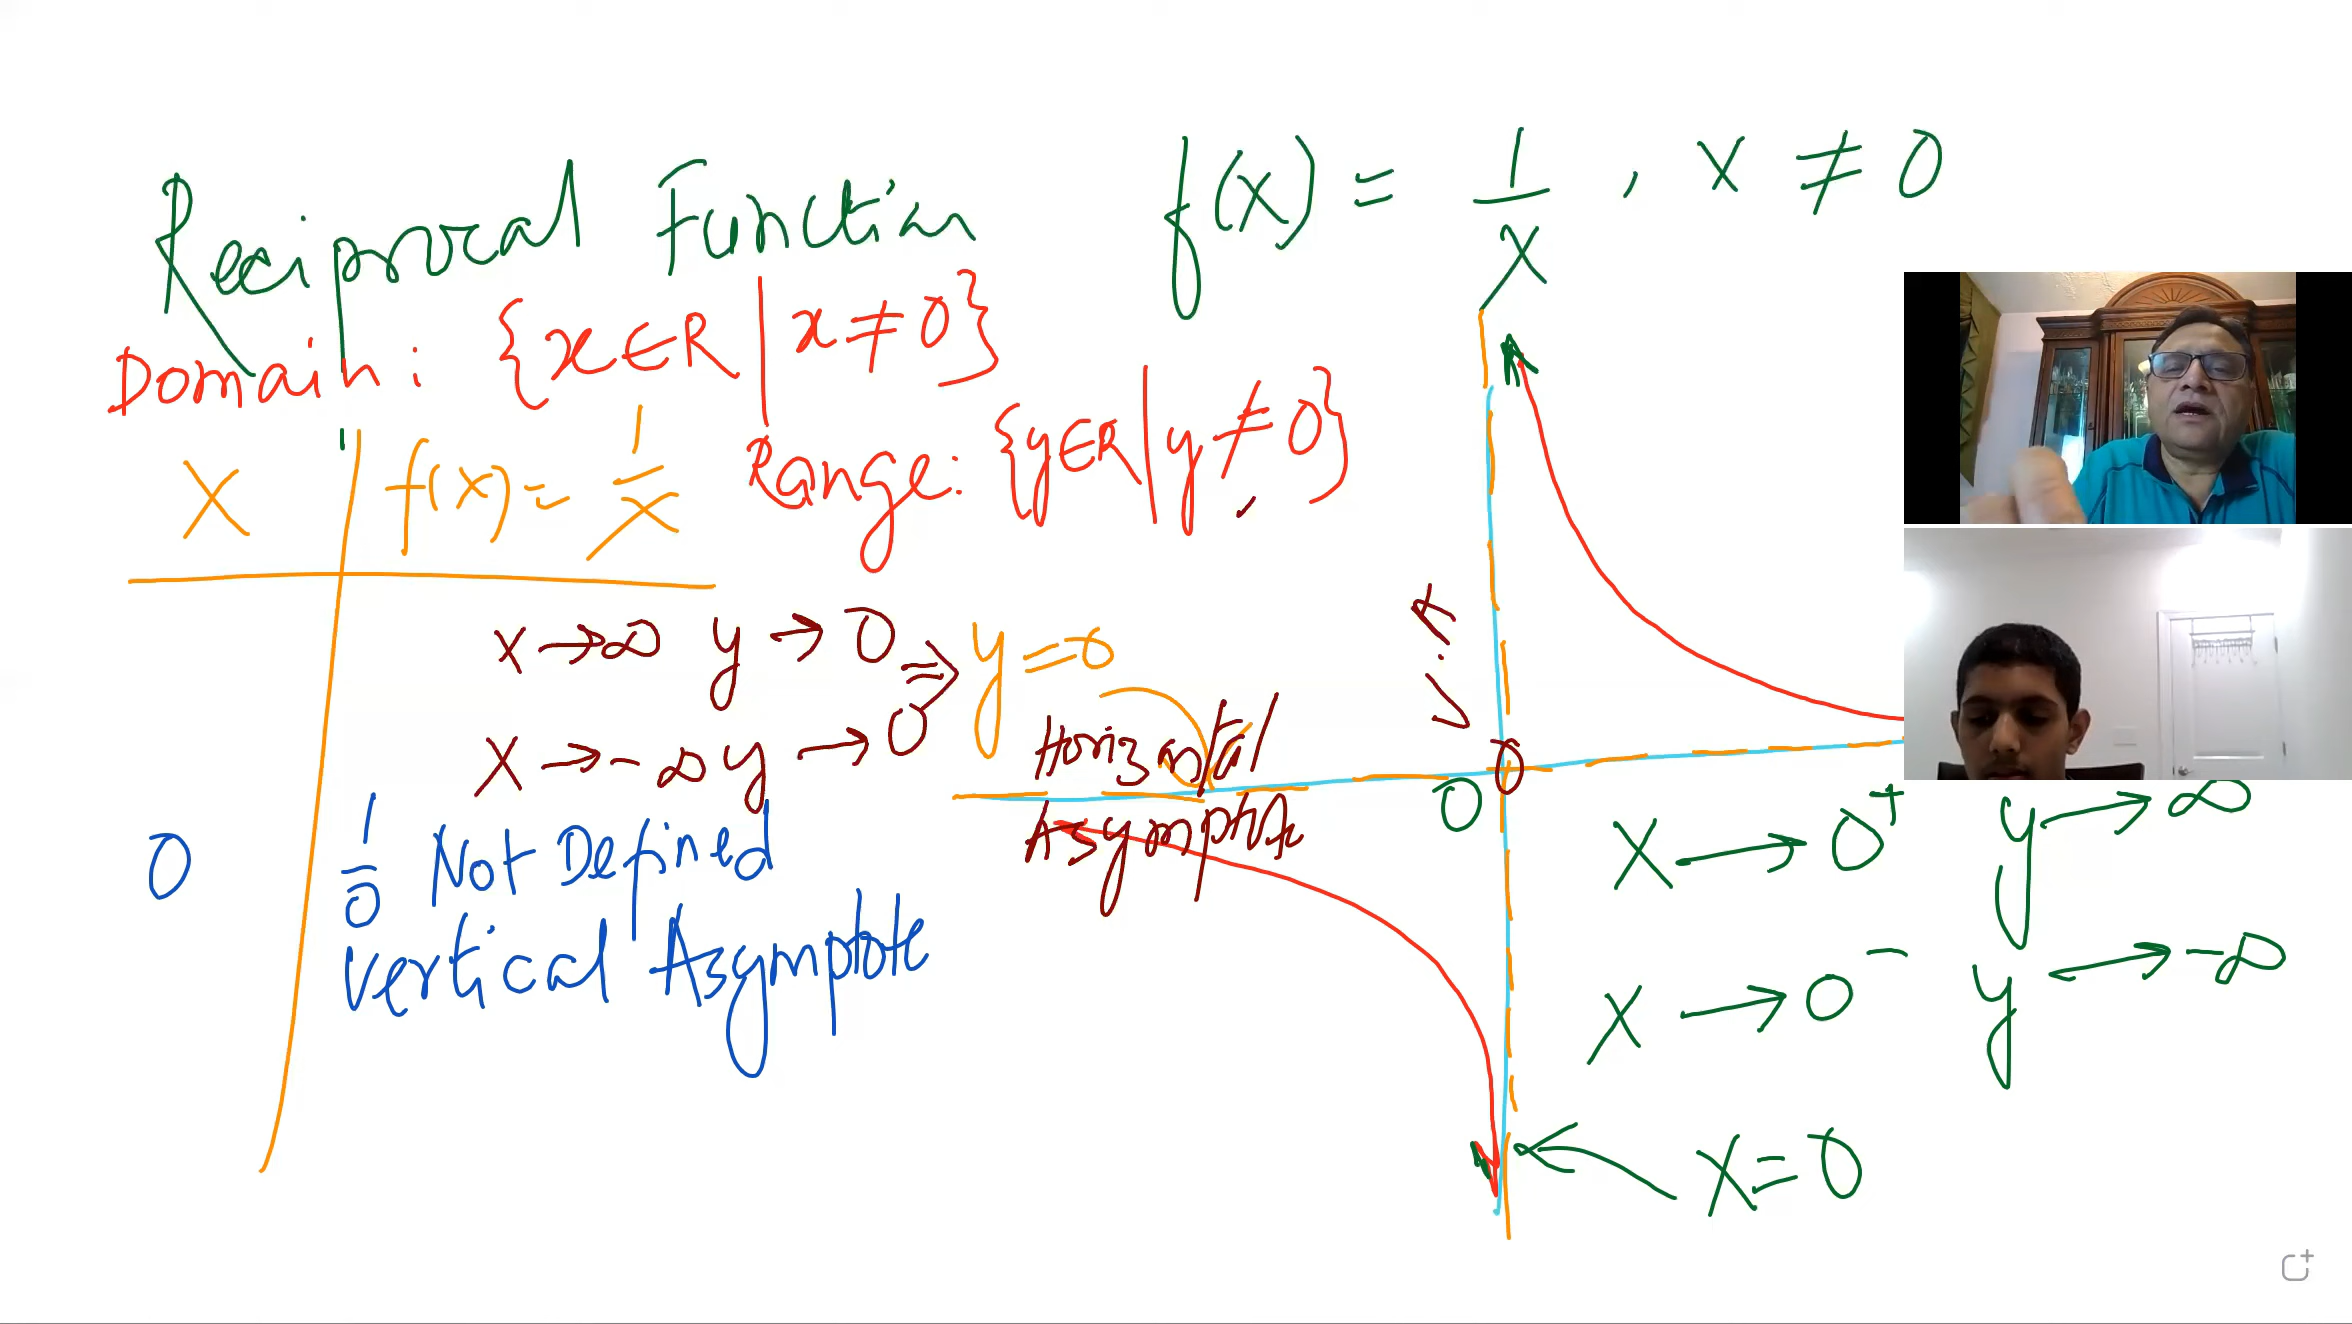 Reciprocal Function
f(x) = 1/x , x ≠ 0
Domain: {x∈R | x ≠ 0}
Range: {y∈R | y ≠ 0}
X f(x) = 1/x
x → ∞ y → 0 ⇒ y = 0
x → -∞ y → 0
Horizontal
Asymptote
V.A
0 0
0 1/0 Not Defined
Vertical Asymptote
x → 0⁺ y → ∞
x → 0⁻ y → -∞
x = 0